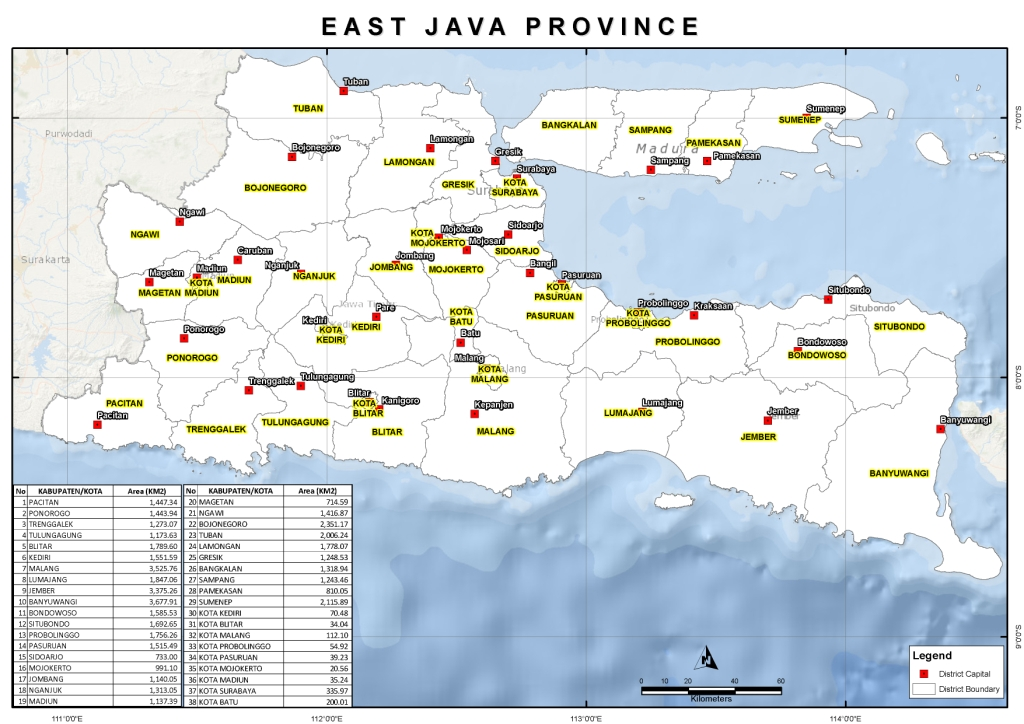 EAST JAVA PROVINCE
Tuban
TUBAN
Sumenep
SUMENEP
BANGKALAN
SAMPANG
7°0'0"S
Purwodadi
Lamongan
Bojonegoro
LAMONGAN
Gresik
PAMEKASAN
Madura
Pamekasan
Sampang
Surabaya
BOJONEGORO
GRESIK
KOTA
SURABAYA
Ngawi
NGAWI
KOTA
MOJOKERTO
Mojokerto
Sidoarjo
Mojosari
SIDOARJO
Surakarta
Caruban
Jombang
JOMBANG
MOJOKERTO
Bangil
Magetan
Madiun
Nganjuk
NGANJUK
KOTA
MADIUN
MADIUN
MAGETAN
Pasuruan
KOTA
PASURUAN
Situbondo
Situbondo
Probolinggo
Kraksaan
Pare
Kediri
KOTA
KEDIRI
KEDIRI
KOTA
BATU
PASURUAN
KOTA
PROBOLINGGO
SITUBONDO
Ponorogo
PONOROGO
Batu
PROBOLINGGO
Bondowoso
BONDOWOSO
Malang
KOTA
MALANG
8°0'0"S
Trenggalek
Tulungagung
Blitar
KOTA
BLITAR
Kanigoro
PACITAN
Pacitan
Kepanjen
Lumajang
LUMAJANG
Jember
Banyuwangi
TRENGGALEK
TULUNGAGUNG
BLITAR
MALANG
JEMBER
BANYUWANGI
No KABUPATEN/KOTA Area (KM2) No KABUPATEN/KOTA Area (KM2)
1 PACITAN 1,447.34 20 MAGETAN 714.59
2 PONOROGO 1,443.94 21 NGAWI 1,416.87
3 TRENGGALEK 1,273.07 22 BOJONEGORO 2,351.17
4 TULUNGAGUNG 1,173.63 23 TUBAN 2,006.24
5 BLITAR 1,789.60 24 LAMONGAN 1,778.07
6 KEDIRI 1,551.59 25 GRESIK 1,248.53
7 MALANG 3,525.76 26 BANGKALAN 1,318.94
8 LUMAJANG 1,847.06 27 SAMPANG 1,243.46
9 JEMBER 3,375.26 28 PAMEKASAN 810.05
10 BANYUWANGI 3,677.91 29 SUMENEP 2,115.89
11 BONDOWOSO 1,585.53 30 KOTA KEDIRI 70.48
12 SITUBONDO 1,692.65 31 KOTA BLITAR 34.04
13 PROBOLINGGO 1,756.26 32 KOTA MALANG 112.10
14 PASURUAN 1,515.49 33 KOTA PROBOLINGGO 54.92
15 SIDOARJO 733.00 34 KOTA PASURUAN 39.23
16 MOJOKERTO 991.10 35 KOTA MOJOKERTO 20.56
17 JOMBANG 1,140.05 36 KOTA MADIUN 35.24
18 NGANJUK 1,313.05 37 KOTA SURABAYA 335.97
19 MADIUN 1,137.39 38 KOTA BATU 200.01
9°0'0"S
N
0 10 20 40 60
Kilometers
Legend
District Capital
District Boundary
111°0'0"E 112°0'0"E 113°0'0"E 114°0'0"E